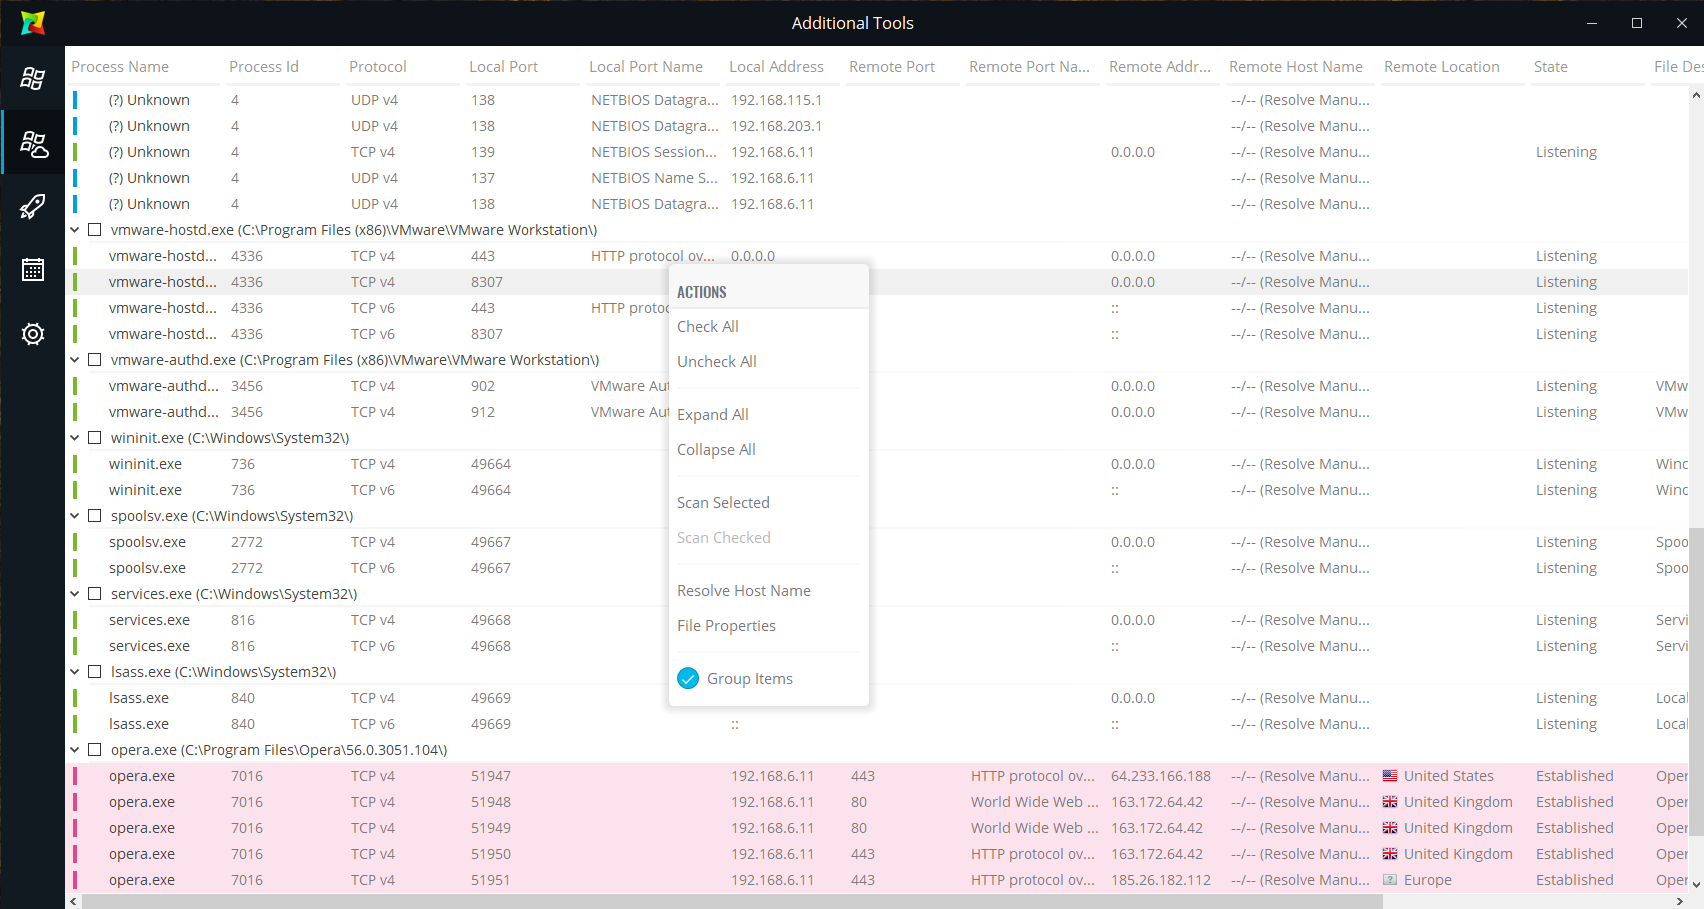 Additional Tools
Process Name Process Id Protocol Local Port Local Port Name Local Address Remote Port Remote Port Na... Remote Addr... Remote Host Name Remote Location State File Des
(?) Unknown 4 UDP v4 138 NETBIOS Datagra... 192.168.115.1 --/-- (Resolve Manu...
(?) Unknown 4 UDP v4 138 NETBIOS Datagra... 192.168.203.1 --/-- (Resolve Manu...
(?) Unknown 4 TCP v4 139 NETBIOS Session... 192.168.6.11 0.0.0.0 --/-- (Resolve Manu... Listening
(?) Unknown 4 UDP v4 137 NETBIOS Name S... 192.168.6.11 --/-- (Resolve Manu...
(?) Unknown 4 UDP v4 138 NETBIOS Datagra... 192.168.6.11 --/-- (Resolve Manu...
vmware-hostd.exe (C:\Program Files (x86)\VMware\VMware Workstation\)
vmware-hostd... 4336 TCP v4 443 HTTP protocol ov... 0.0.0.0 0.0.0.0 --/-- (Resolve Manu... Listening
vmware-hostd... 4336 TCP v4 8307 0.0.0.0 --/-- (Resolve Manu... Listening
vmware-hostd... 4336 TCP v6 443 HTTP protoc :: --/-- (Resolve Manu... Listening
vmware-hostd... 4336 TCP v6 8307 :: --/-- (Resolve Manu... Listening
vmware-authd.exe (C:\Program Files (x86)\VMware\VMware Workstation\)
vmware-authd... 3456 TCP v4 902 VMware Aut 0.0.0.0 --/-- (Resolve Manu... Listening VMw
vmware-authd... 3456 TCP v4 912 VMware Aut 0.0.0.0 --/-- (Resolve Manu... Listening VMw
wininit.exe (C:\Windows\System32\)
wininit.exe 736 TCP v4 49664 0.0.0.0 --/-- (Resolve Manu... Listening Winc
wininit.exe 736 TCP v6 49664 :: --/-- (Resolve Manu... Listening Winc
spoolsv.exe (C:\Windows\System32\)
spoolsv.exe 2772 TCP v4 49667 0.0.0.0 --/-- (Resolve Manu... Listening Spoo
spoolsv.exe 2772 TCP v6 49667 :: --/-- (Resolve Manu... Listening Spoo
services.exe (C:\Windows\System32\)
services.exe 816 TCP v4 49668 0.0.0.0 --/-- (Resolve Manu... Listening Servi
services.exe 816 TCP v6 49668 :: --/-- (Resolve Manu... Listening Servi
lsass.exe (C:\Windows\System32\)
lsass.exe 840 TCP v4 49669 0.0.0.0 --/-- (Resolve Manu... Listening Local
lsass.exe 840 TCP v6 49669 :: :: --/-- (Resolve Manu... Listening Local
opera.exe (C:\Program Files\Opera\56.0.3051.104\)
opera.exe 7016 TCP v4 51947 192.168.6.11 443 HTTP protocol ov... 64.233.166.188 --/-- (Resolve Manu... United States Established Oper
opera.exe 7016 TCP v4 51948 192.168.6.11 80 World Wide Web ... 163.172.64.42 --/-- (Resolve Manu... United Kingdom Established Oper
opera.exe 7016 TCP v4 51949 192.168.6.11 80 World Wide Web ... 163.172.64.42 --/-- (Resolve Manu... United Kingdom Established Oper
opera.exe 7016 TCP v4 51950 192.168.6.11 443 HTTP protocol ov... 163.172.64.42 --/-- (Resolve Manu... United Kingdom Established Oper
opera.exe 7016 TCP v4 51951 192.168.6.11 443 HTTP protocol ov... 185.26.182.112 --/-- (Resolve Manu... Europe Established Oper
ACTIONS
Check All
Uncheck All
Expand All
Collapse All
Scan Selected
Scan Checked
Resolve Host Name
File Properties
Group Items